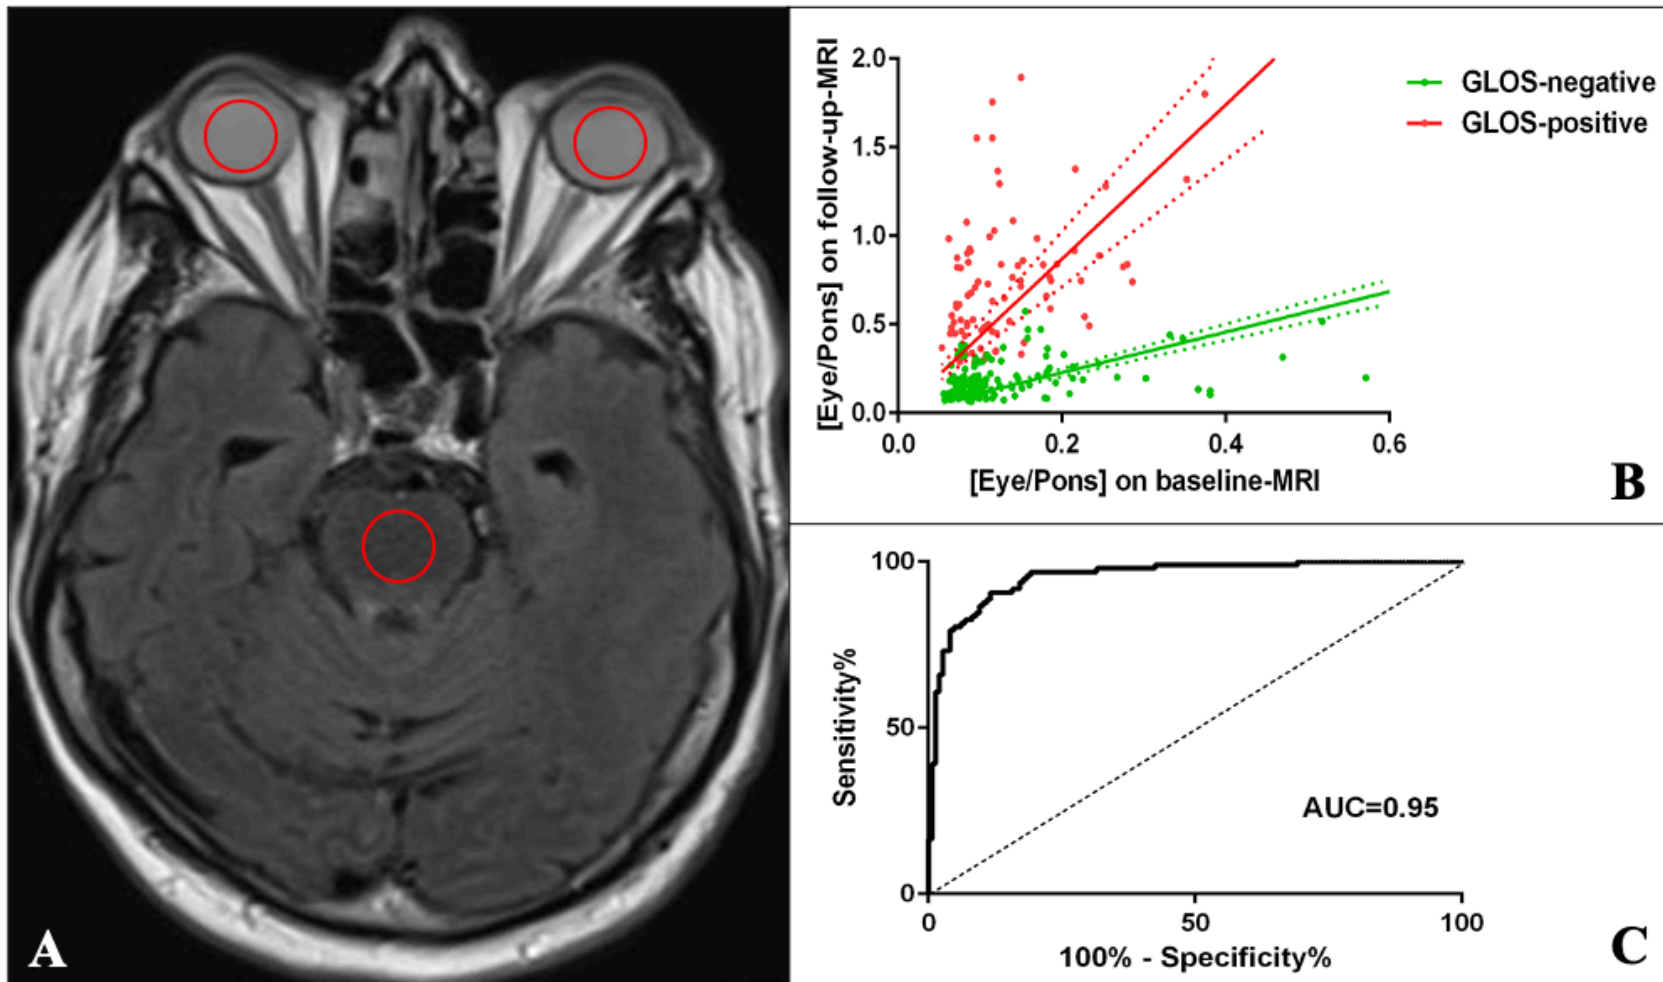 A
[Eye/Pons] on follow-up-MRI
2.0
1.5
1.0
0.5
0.0
0.0 0.2 0.4 0.6
[Eye/Pons] on baseline-MRI
GLOS-negative
GLOS-positive
B
Sensitivity%
100
50
0
0 50 100
100% - Specificity%
AUC=0.95
C